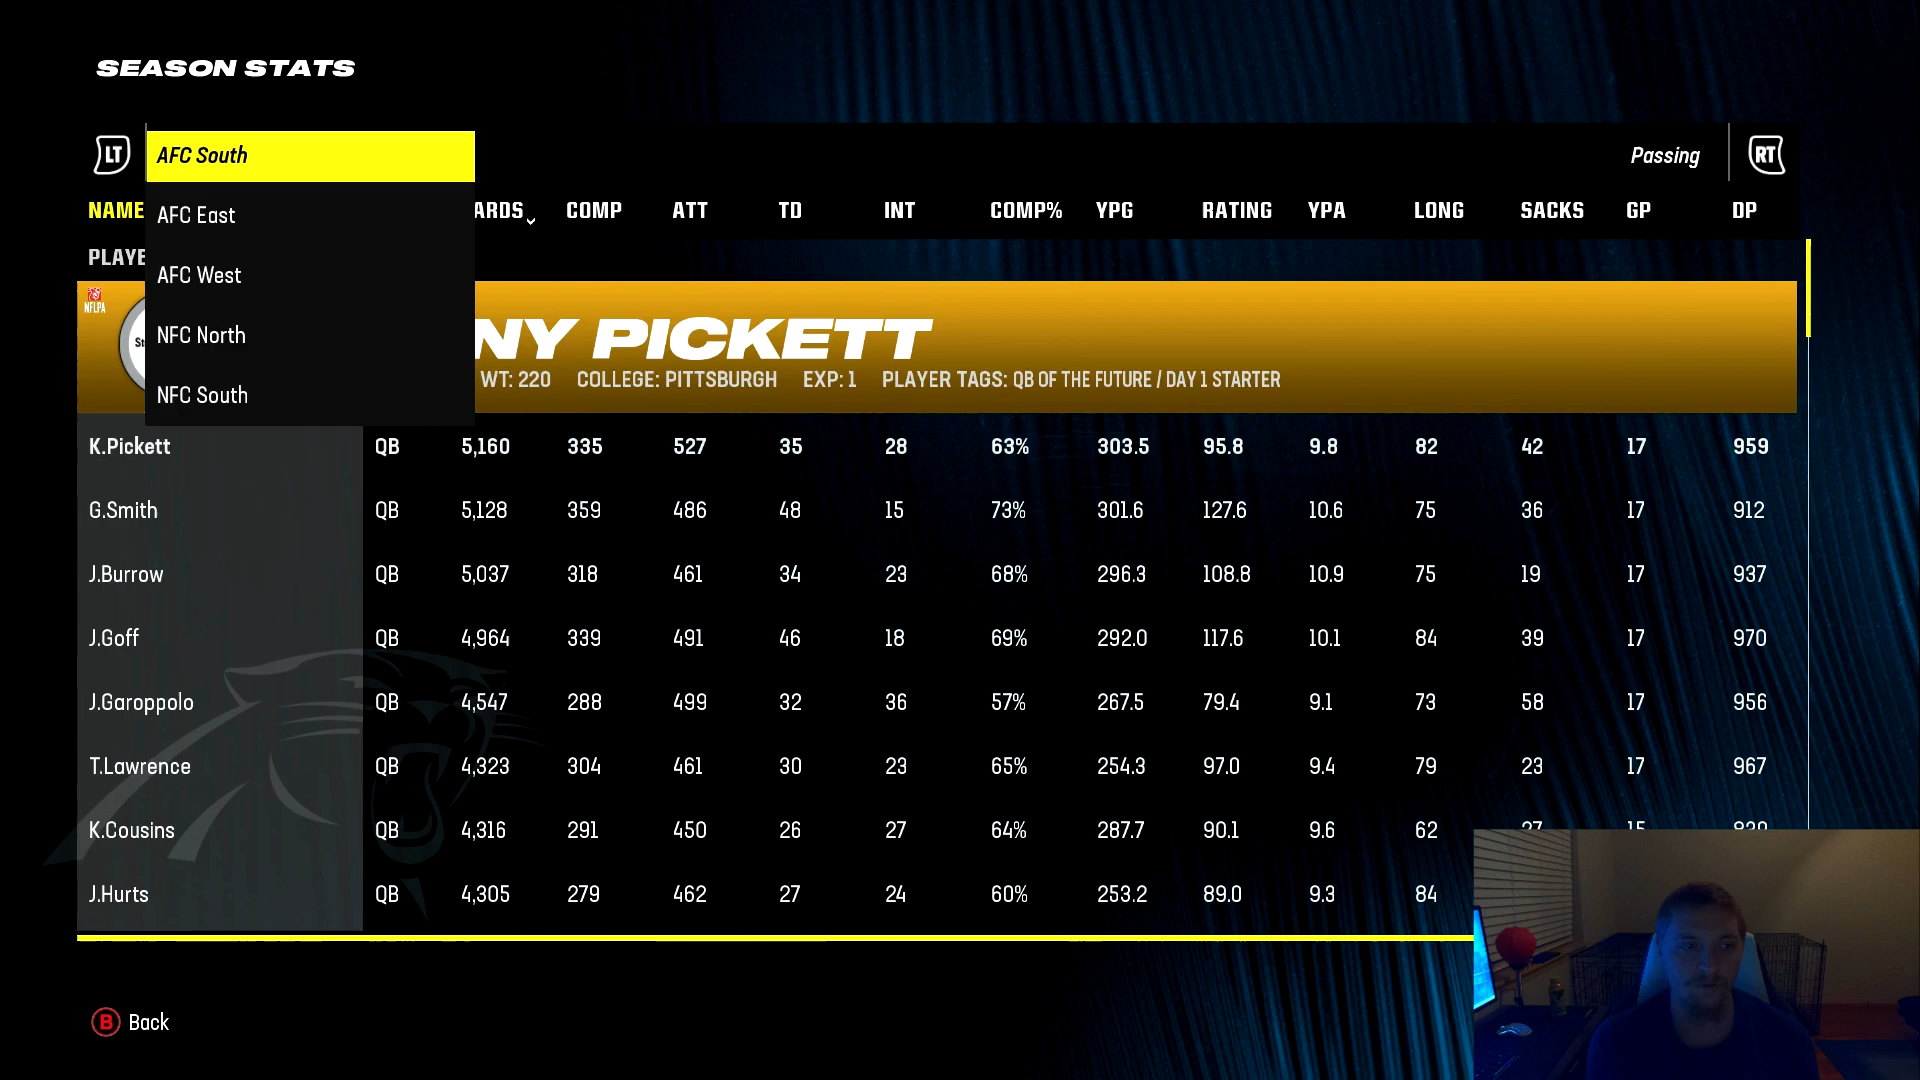 SEASON STATS
LT
AFC South
Passing
RT
NAME
ARDS COMP ATT TD INT COMP% YPG RATING YPA LONG SACKS GP DP
AFC East
PLAYE
AFC West
NFLPA
NFC North
NY PICKETT
WT: 220 COLLEGE: PITTSBURGH EXP: 1 PLAYER TAGS: QB OF THE FUTURE / DAY 1 STARTER
NFC South
K.Pickett QB 5,160 335 527 35 28 63% 303.5 95.8 9.8 82 42 17 959
G.Smith QB 5,128 359 486 48 15 73% 301.6 127.6 10.6 75 36 17 912
J.Burrow QB 5,037 318 461 34 23 68% 296.3 108.8 10.9 75 19 17 937
J.Goff QB 4,964 339 491 46 18 69% 292.0 117.6 10.1 84 39 17 970
J.Garoppolo QB 4,547 288 499 32 36 57% 267.5 79.4 9.1 73 58 17 956
T.Lawrence QB 4,323 304 461 30 23 65% 254.3 97.0 9.4 79 23 17 967
K.Cousins QB 4,316 291 450 26 27 64% 287.7 90.1 9.6 62
J.Hurts QB 4,305 279 462 27 24 60% 253.2 89.0 9.3 84
B Back